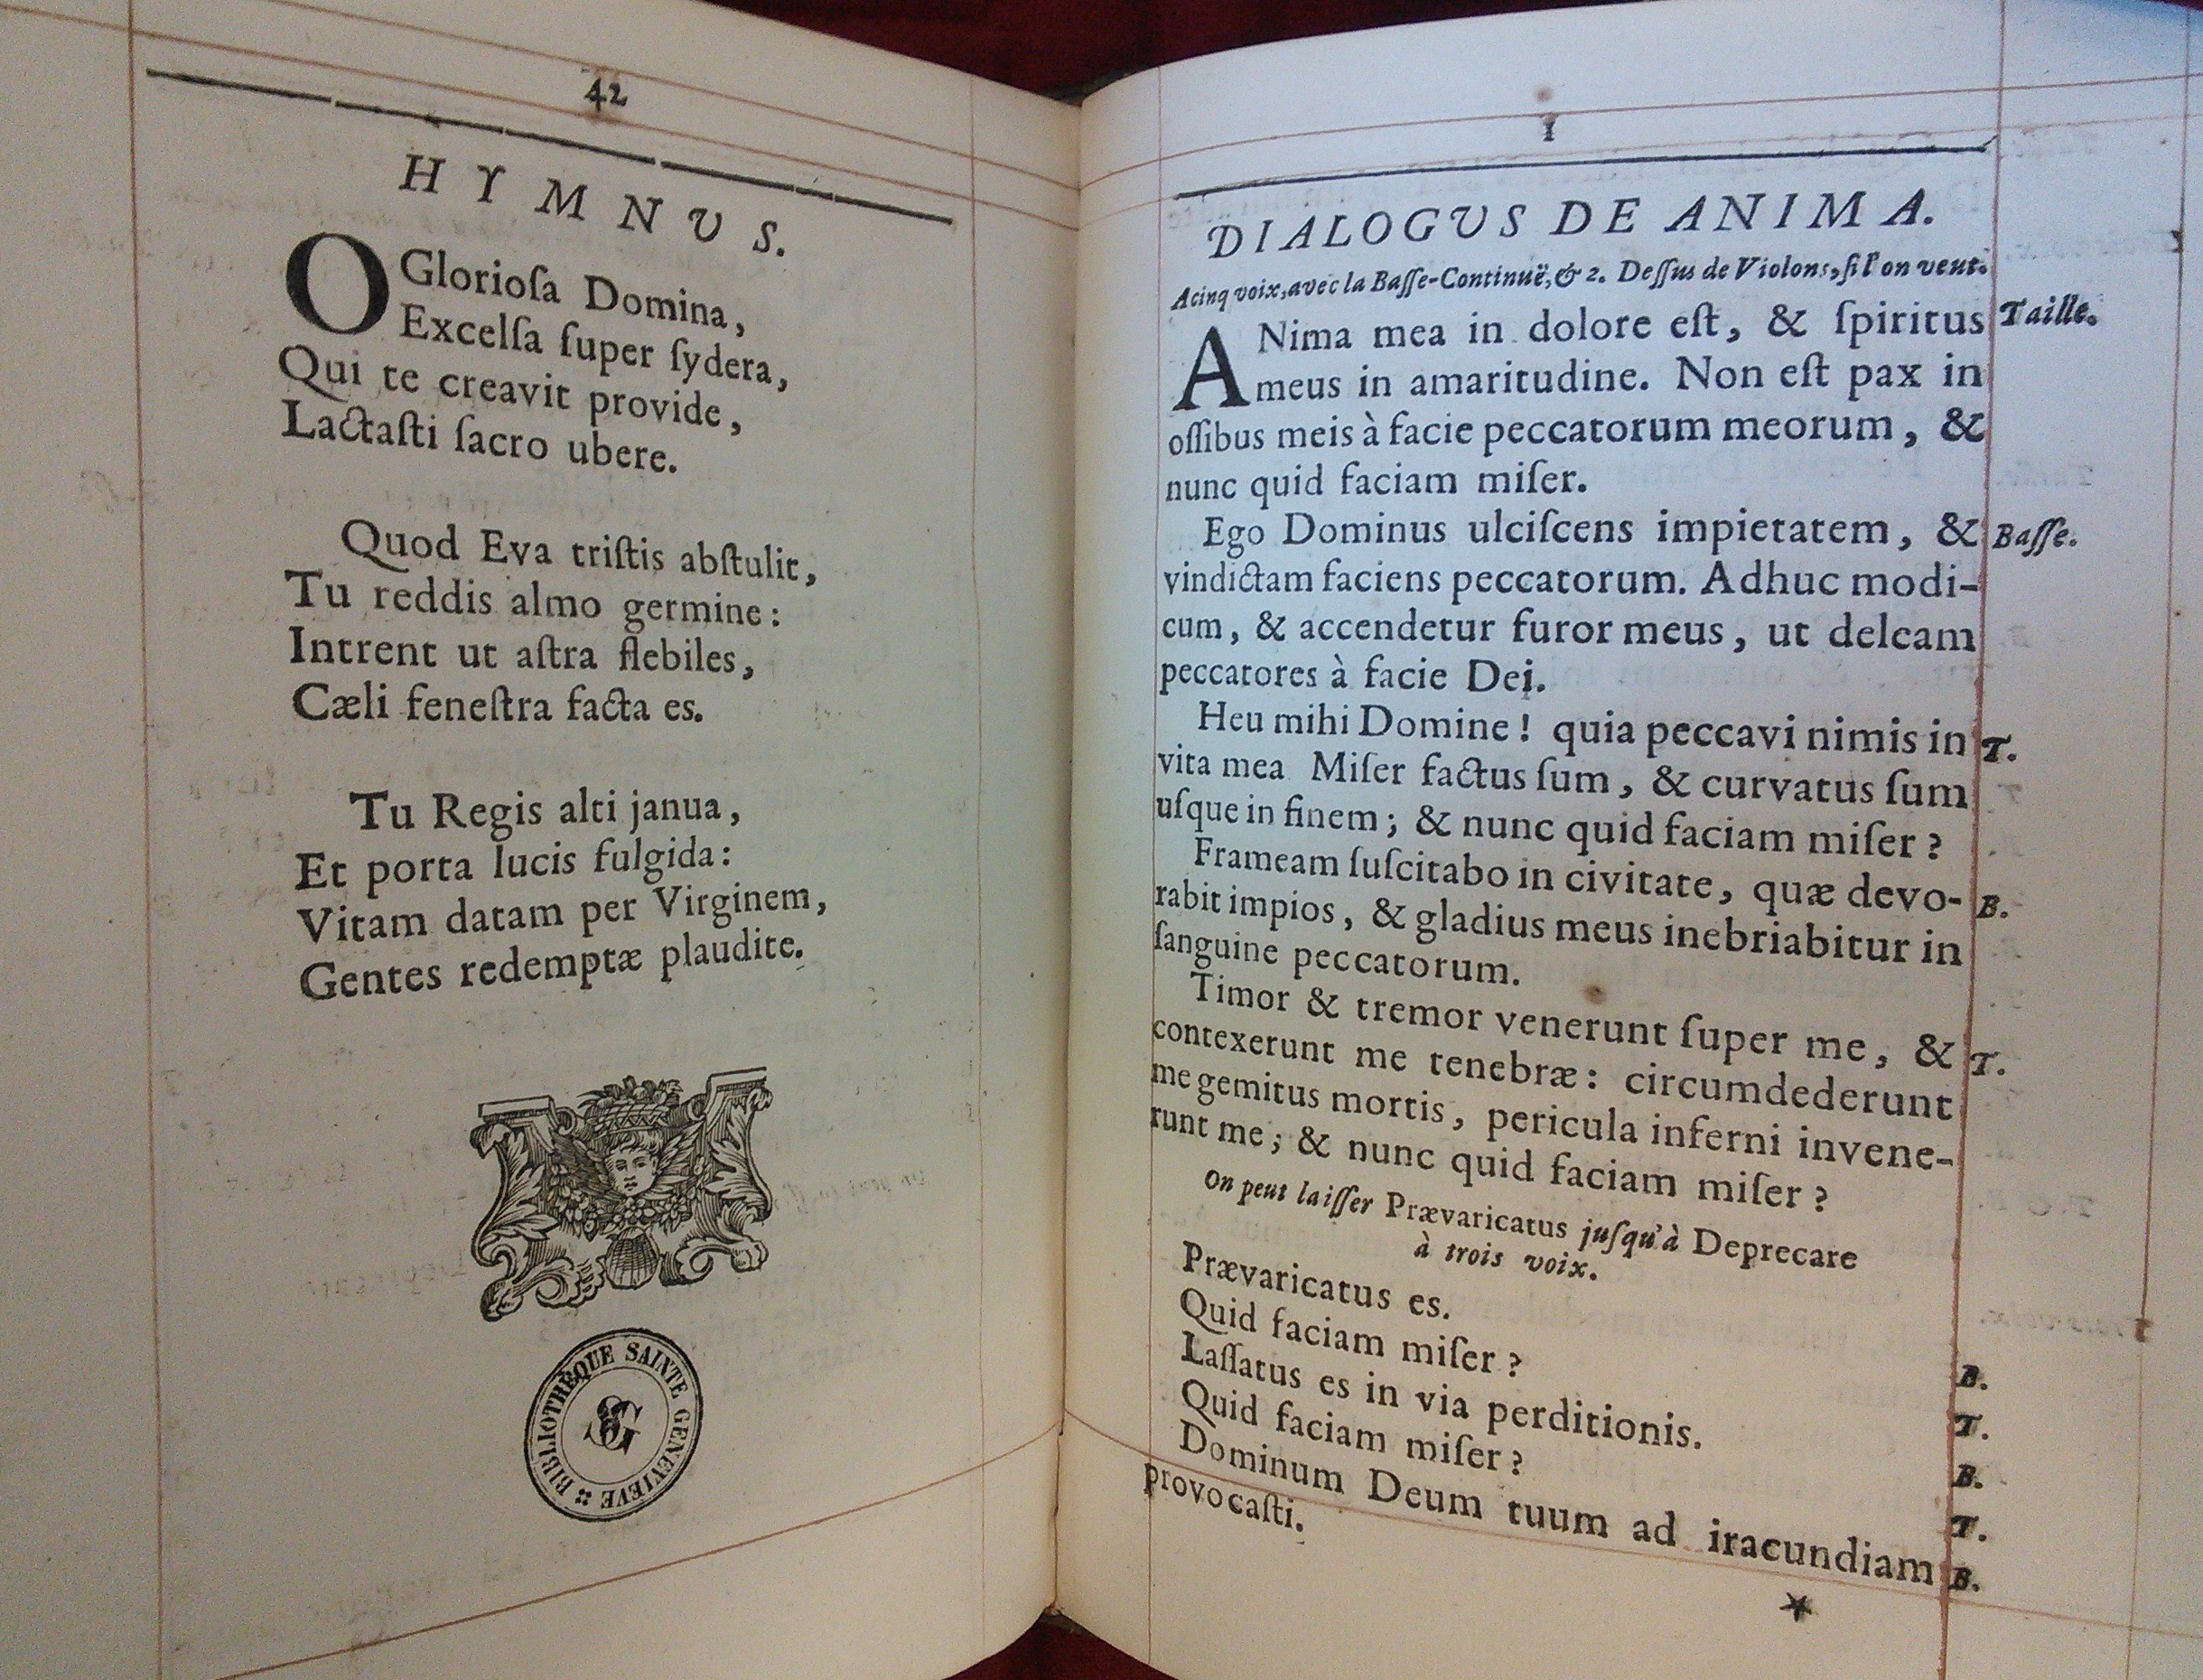 42
HYMNUS.
O Glorioſa Domina,
Excelſa ſuper ſydera,
Qui te creavit provide,
Lactaſti ſacro ubere.
Quod Eva triſtis abſtulit,
Tu reddis almo germine:
Intrent ut aſtra flebiles,
Cæli feneſtra facta es.
Tu Regis alti janua,
Et porta lucis fulgida:
Vitam datam per Virginem,
Gentes redemptæ plaudite.
BIBLIOTHÈQUE SAINTE GENEVIEVE
SG
1
DIALOGUS DE ANIMA.
A cinq voix, avec la Baſſe-Continuë, & 2. Deſſus de Violons, ſi l'on veut.
ANima mea in dolore eſt, & ſpiritus Taille.
meus in amaritudine. Non eſt pax in
oſſibus meis à facie peccatorum meorum, &
nunc quid faciam miſer.
Ego Dominus ulciſcens impietatem, & Baſſe.
vindictam faciens peccatorum. Adhuc modi-
cum, & accendetur furor meus, ut deleam
peccatores à facie Dei.
Heu mihi Domine! quia peccavi nimis in T.
vita mea Miſer factus ſum, & curvatus ſum
uſque in finem; & nunc quid faciam miſer?
Frameam ſuſcitabo in civitate, quæ devo- B.
rabit impios, & gladius meus inebriabitur in
ſanguine peccatorum.
Timor & tremor venerunt ſuper me, & T.
contexerunt me tenebræ: circumdederunt
me gemitus mortis, pericula inferni invene-
runt me; & nunc quid faciam miſer?
On peut laiſſer Prævaricatus juſqu'à Deprecare
à trois voix.
Prævaricatus es. B.
Quid faciam miſer? T.
Laſſatus es in via perditionis. B.
Quid faciam miſer? T.
Dominum Deum tuum ad iracundiam B.
provocaſti.
*